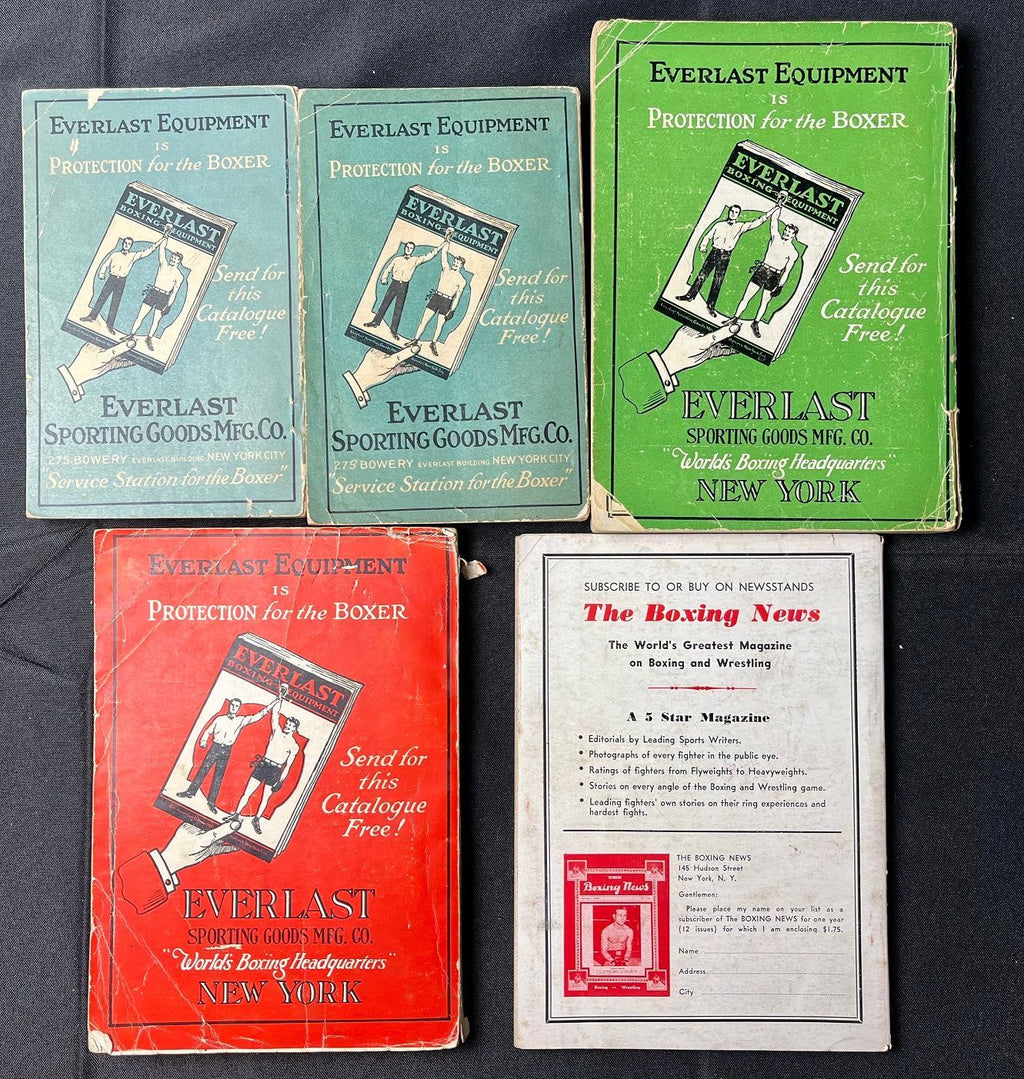 EVERLAST EQUIPMENT
IS
PROTECTION for the BOXER
EVERLAST
BOXING EQUIPMENT
Send for
this
Catalogue
Free!
EVERLAST
SPORTING GOODS MFG. CO.
275 BOWERY EVERLAST BUILDING NEW YORK CITY
"Service Station for the Boxer"
EVERLAST EQUIPMENT
IS
PROTECTION for the BOXER
EVERLAST
BOXING EQUIPMENT
Send for
this
Catalogue
Free!
EVERLAST
SPORTING GOODS MFG. CO.
275 BOWERY EVERLAST BUILDING NEW YORK CITY
"Service Station for the Boxer"
EVERLAST EQUIPMENT
IS
PROTECTION for the BOXER
EVERLAST
BOXING EQUIPMENT
Send for
this
Catalogue
Free!
EVERLAST
SPORTING GOODS MFG. CO.
"World's Boxing Headquarters"
NEW YORK
EVERLAST EQUIPMENT
IS
PROTECTION for the BOXER
EVERLAST
BOXING EQUIPMENT
Send for
this
Catalogue
Free!
EVERLAST
SPORTING GOODS MFG. CO.
"World's Boxing Headquarters"
NEW YORK
SUBSCRIBE TO OR BUY ON NEWSSTANDS
The Boxing News
The World's Greatest Magazine
on Boxing and Wrestling
A 5 Star Magazine
• Editorials by Leading Sports Writers.
• Photographs of every fighter in the public eye.
• Ratings of fighters from Flyweights to Heavyweights.
• Stories on every angle of the Boxing and Wrestling game.
• Leading fighters' own stories on their ring experiences and
hardest fights.
THE
Boxing News
Boxing - Wrestling
THE BOXING NEWS
145 Hudson Street
New York, N. Y.
Gentlemen:
Please place my name on your list as a
subscriber of The BOXING NEWS for one year
(12 issues) for which I am enclosing $1.75.
Name
Address
City